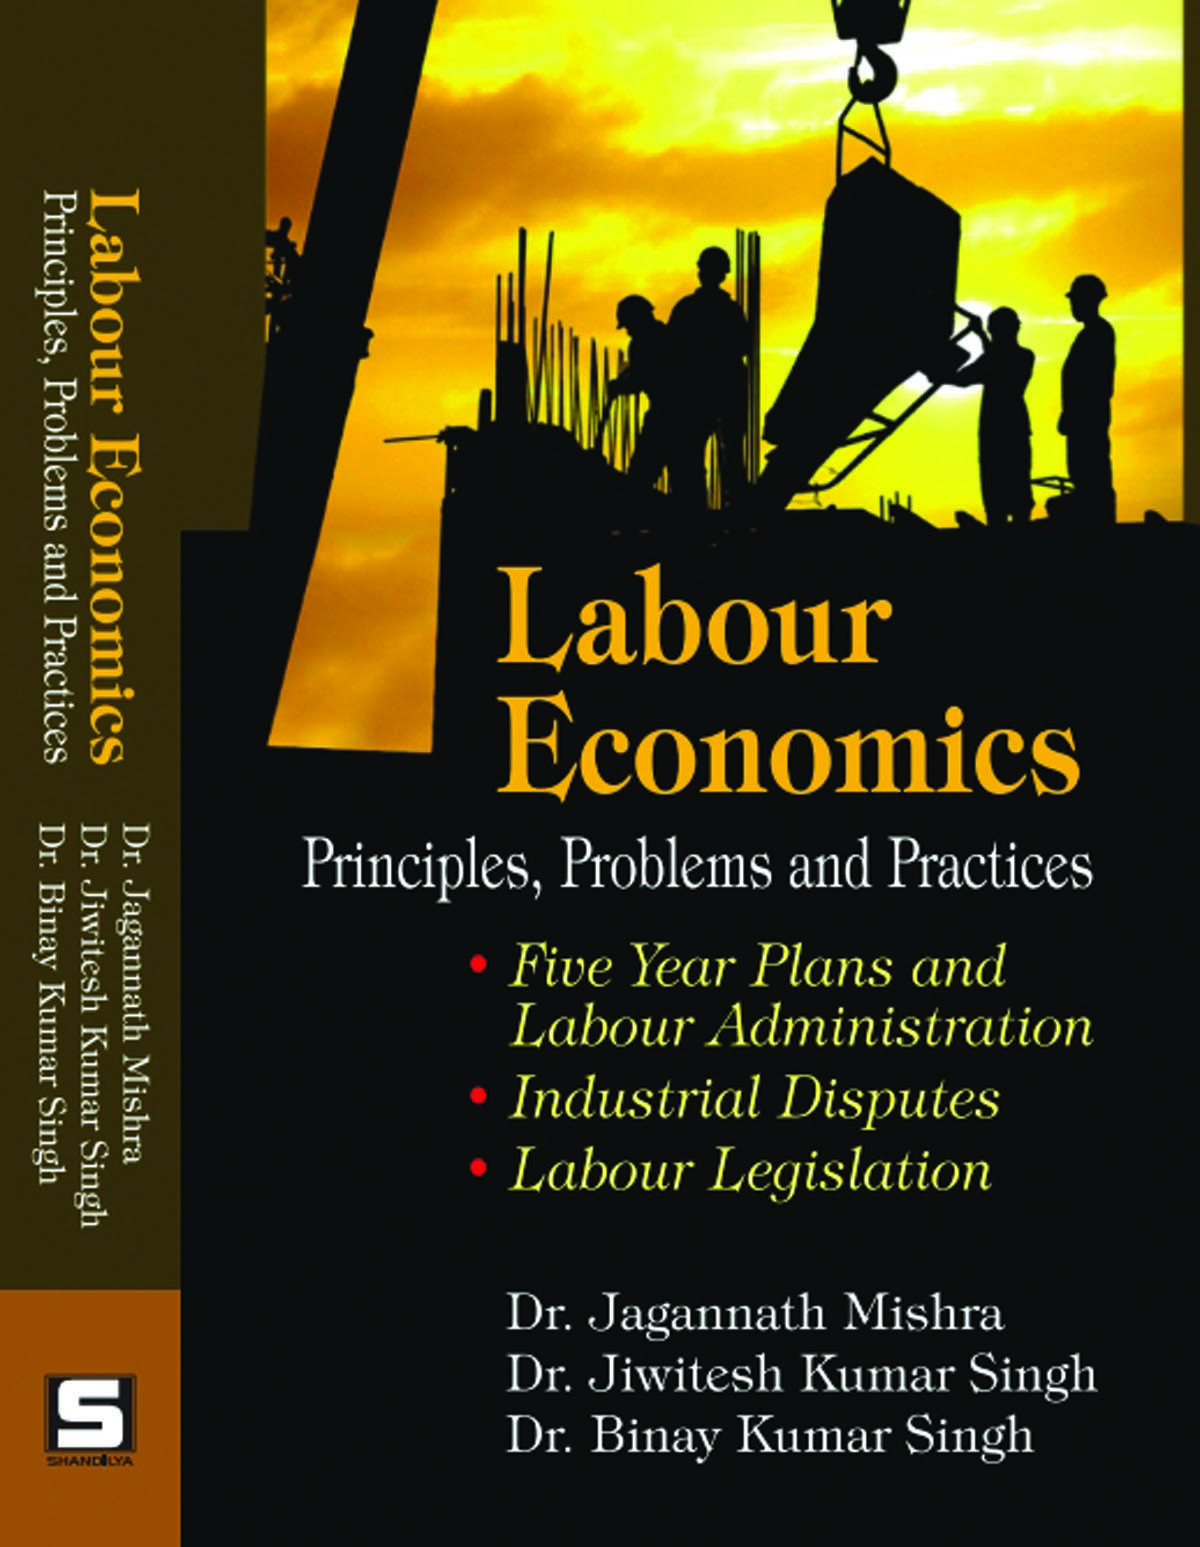 Labour Economics
Principles, Problems and Practices
Dr. Jagannath Mishra
Dr. Jiwitesh Kumar Singh
Dr. Binay Kumar Singh
S
SHANDILYA
Labour
Economics
Principles, Problems and Practices
• Five Year Plans and
Labour Administration
• Industrial Disputes
• Labour Legislation
Dr. Jagannath Mishra
Dr. Jiwitesh Kumar Singh
Dr. Binay Kumar Singh